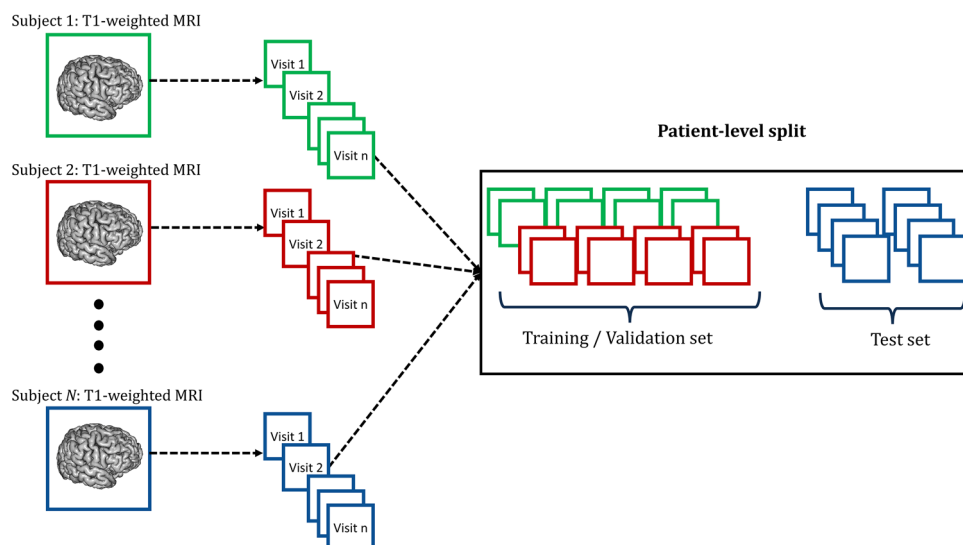 Subject 1: T1-weighted MRI
Visit 1
Visit 2
Visit n
Patient-level split
Subject 2: T1-weighted MRI
Visit 1
Visit 2
Visit n
Training / Validation set
Test set
Subject N: T1-weighted MRI
Visit 1
Visit 2
Visit n